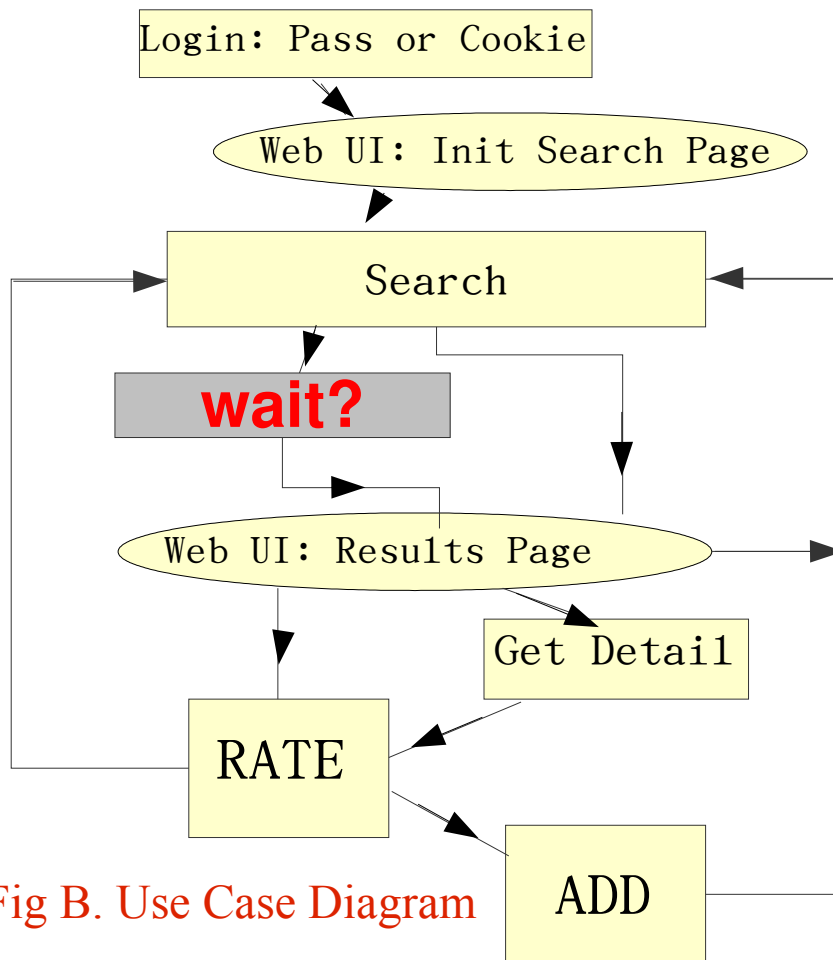 Login: Pass or Cookie
Web UI: Init Search Page
Search
wait?
Web UI: Results Page
Get Detail
RATE
ADD
Fig B. Use Case Diagram